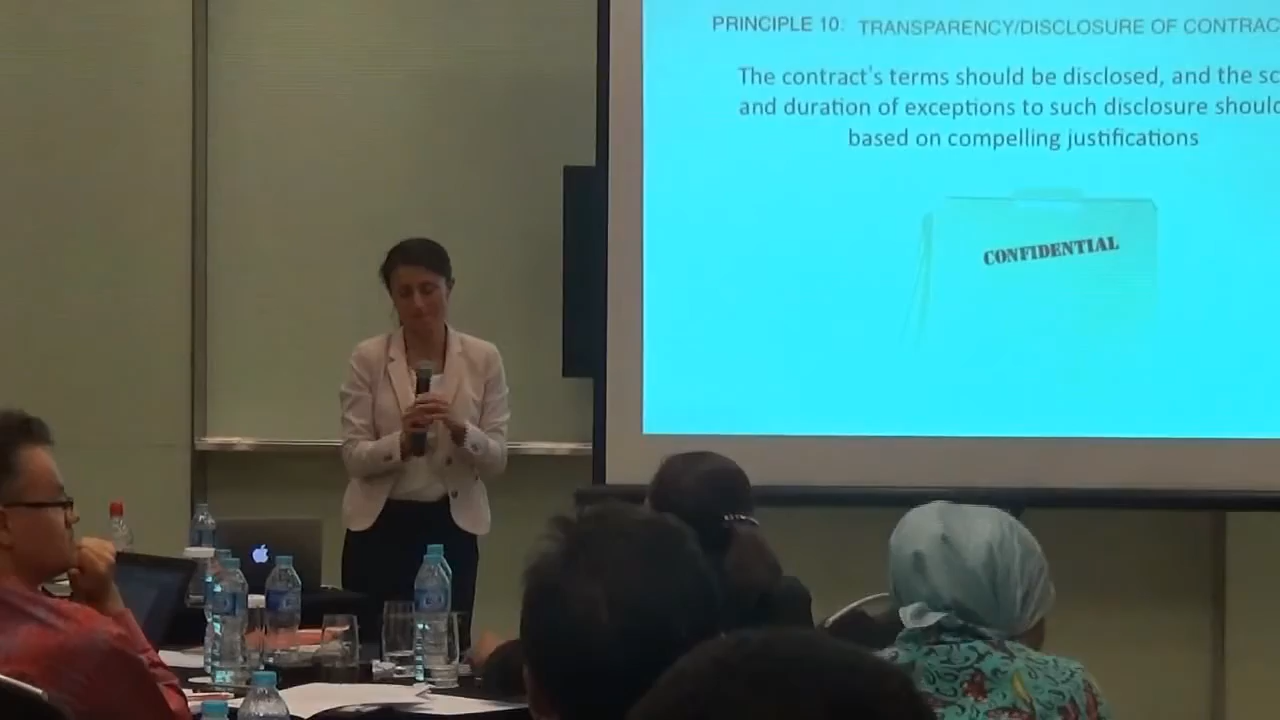 PRINCIPLE 10: TRANSPARENCY/DISCLOSURE OF CONTRAC
The contract's terms should be disclosed, and the sc
and duration of exceptions to such disclosure should
based on compelling justifications
CONFIDENTIAL